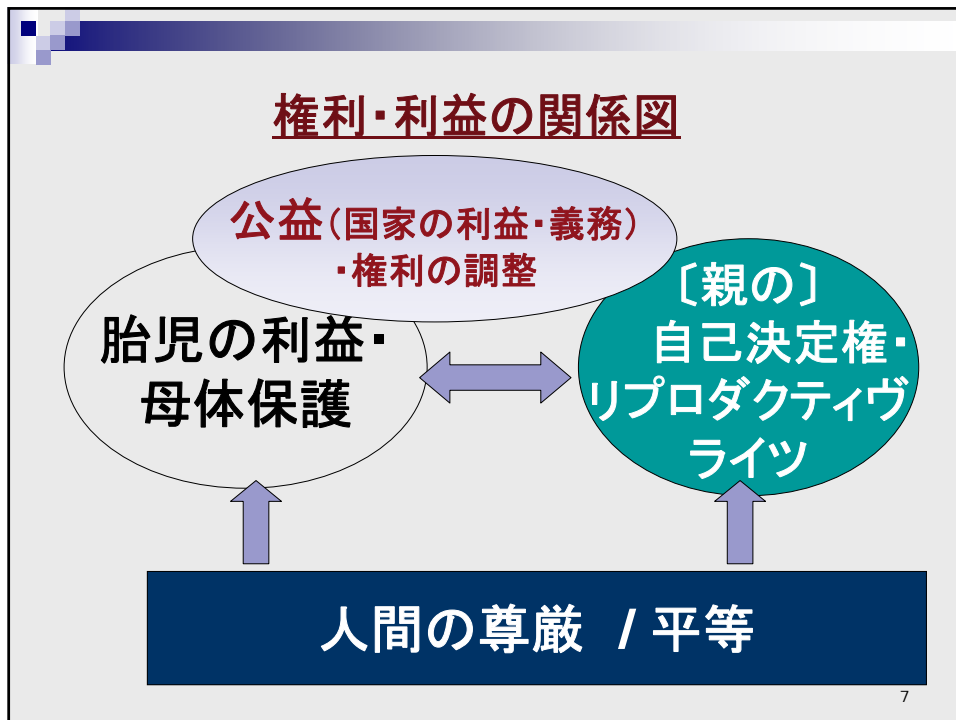 権利・利益の関係図
公益（国家の利益・義務）
・権利の調整
胎児の利益・
母体保護
〔親の〕
自己決定権・
リプロダクティヴ
ライツ
人間の尊厳 / 平等
7